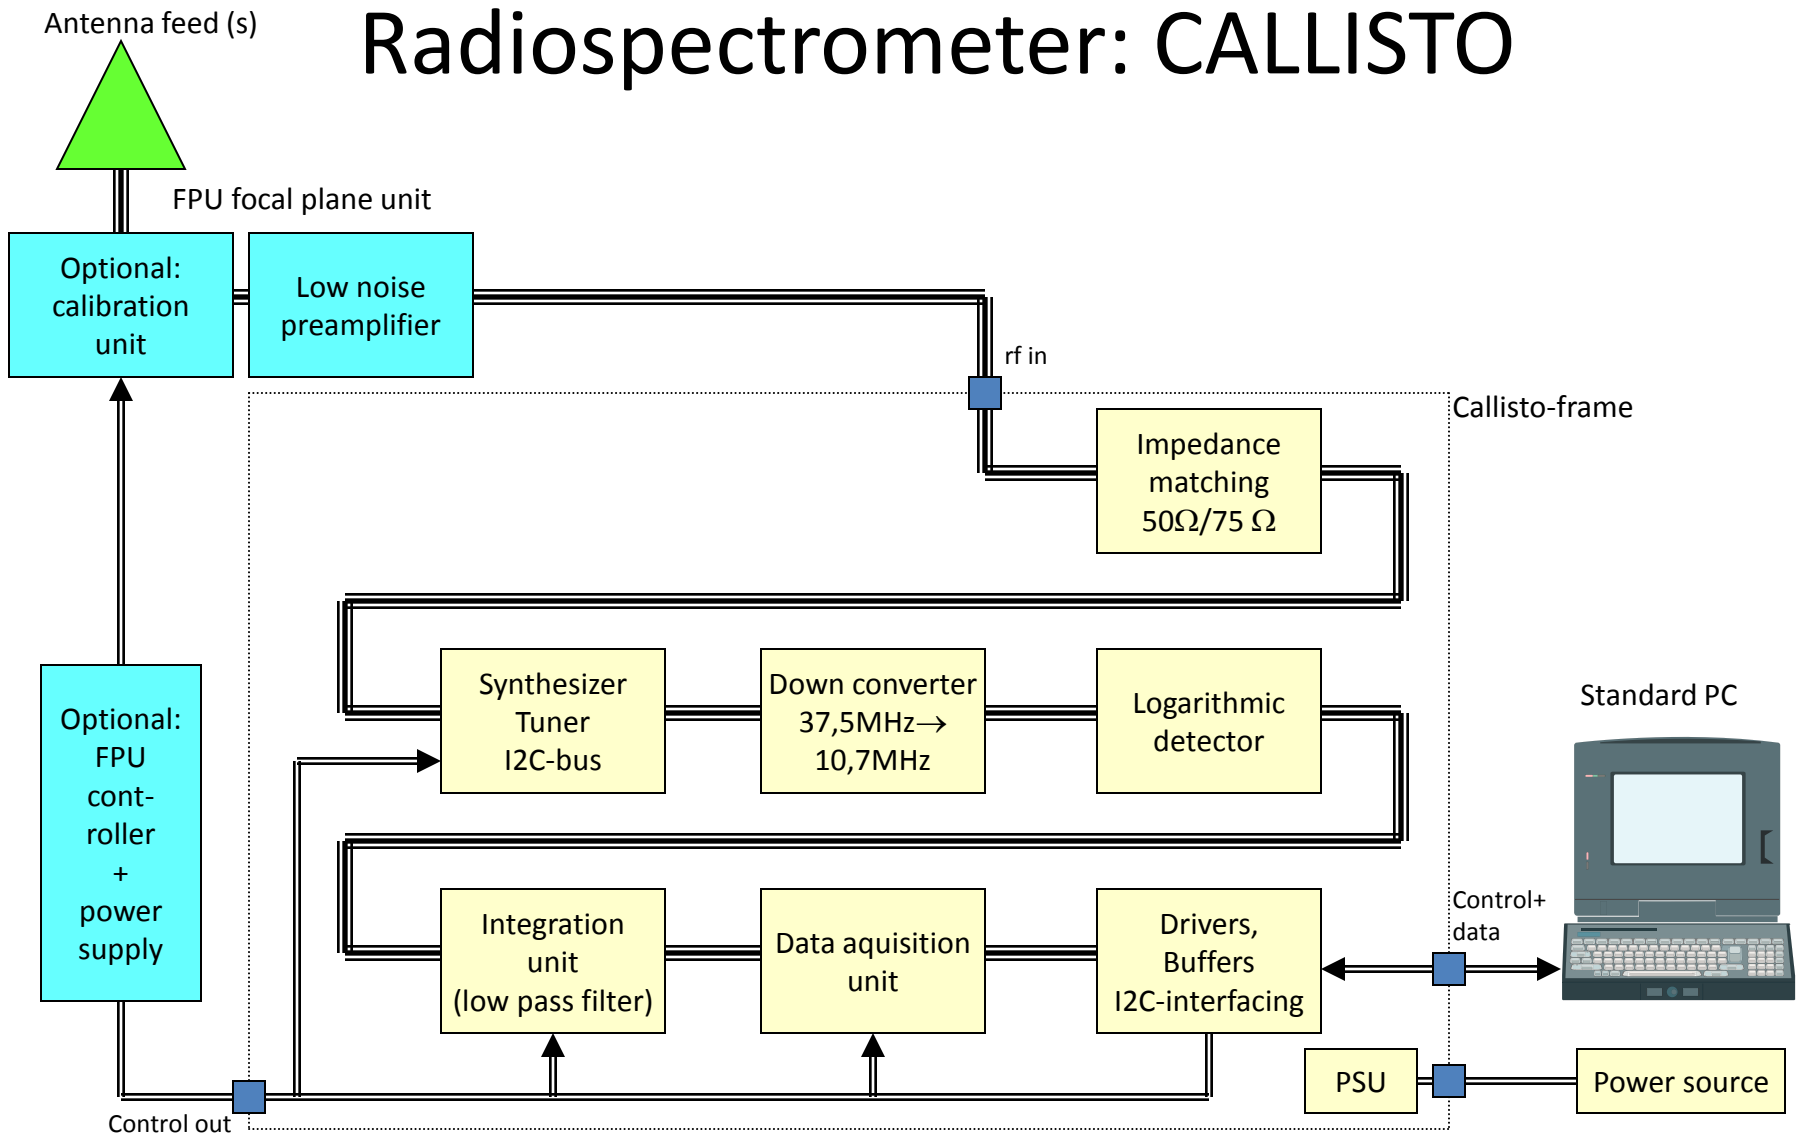 Radiospectrometer: CALLISTO
Antenna feed (s)
FPU focal plane unit
Optional:
calibration
unit
Low noise
preamplifier
rf in
Callisto-frame
Impedance
matching
50Ω/75 Ω
Synthesizer
Tuner
I2C-bus
Down converter
37,5MHz→
10,7MHz
Logarithmic
detector
Standard PC
Optional:
FPU
cont-
roller
+
power
supply
Integration
unit
(low pass filter)
Data aquisition
unit
Drivers,
Buffers
I2C-interfacing
Control+
data
PSU
Power source
Control out